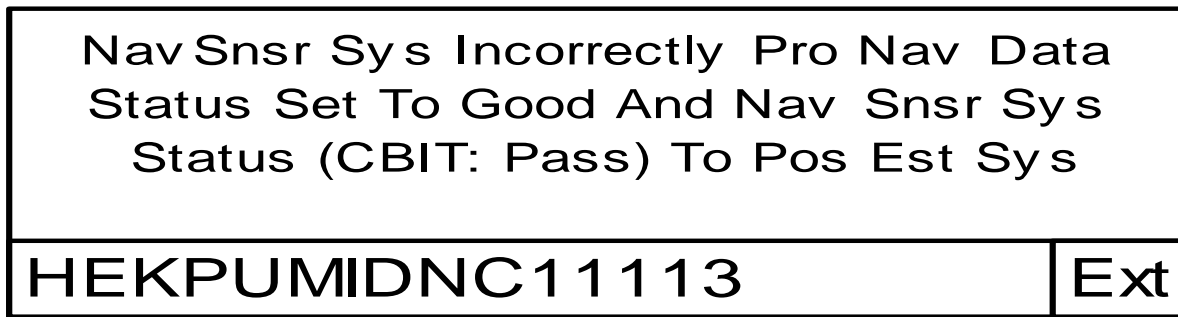 Nav Snsr Sys Incorrectly Pro Nav Data
Status Set To Good And Nav Snsr Sys
Status (CBIT: Pass) To Pos Est Sys
HEKPUMIDNC11113
Ext